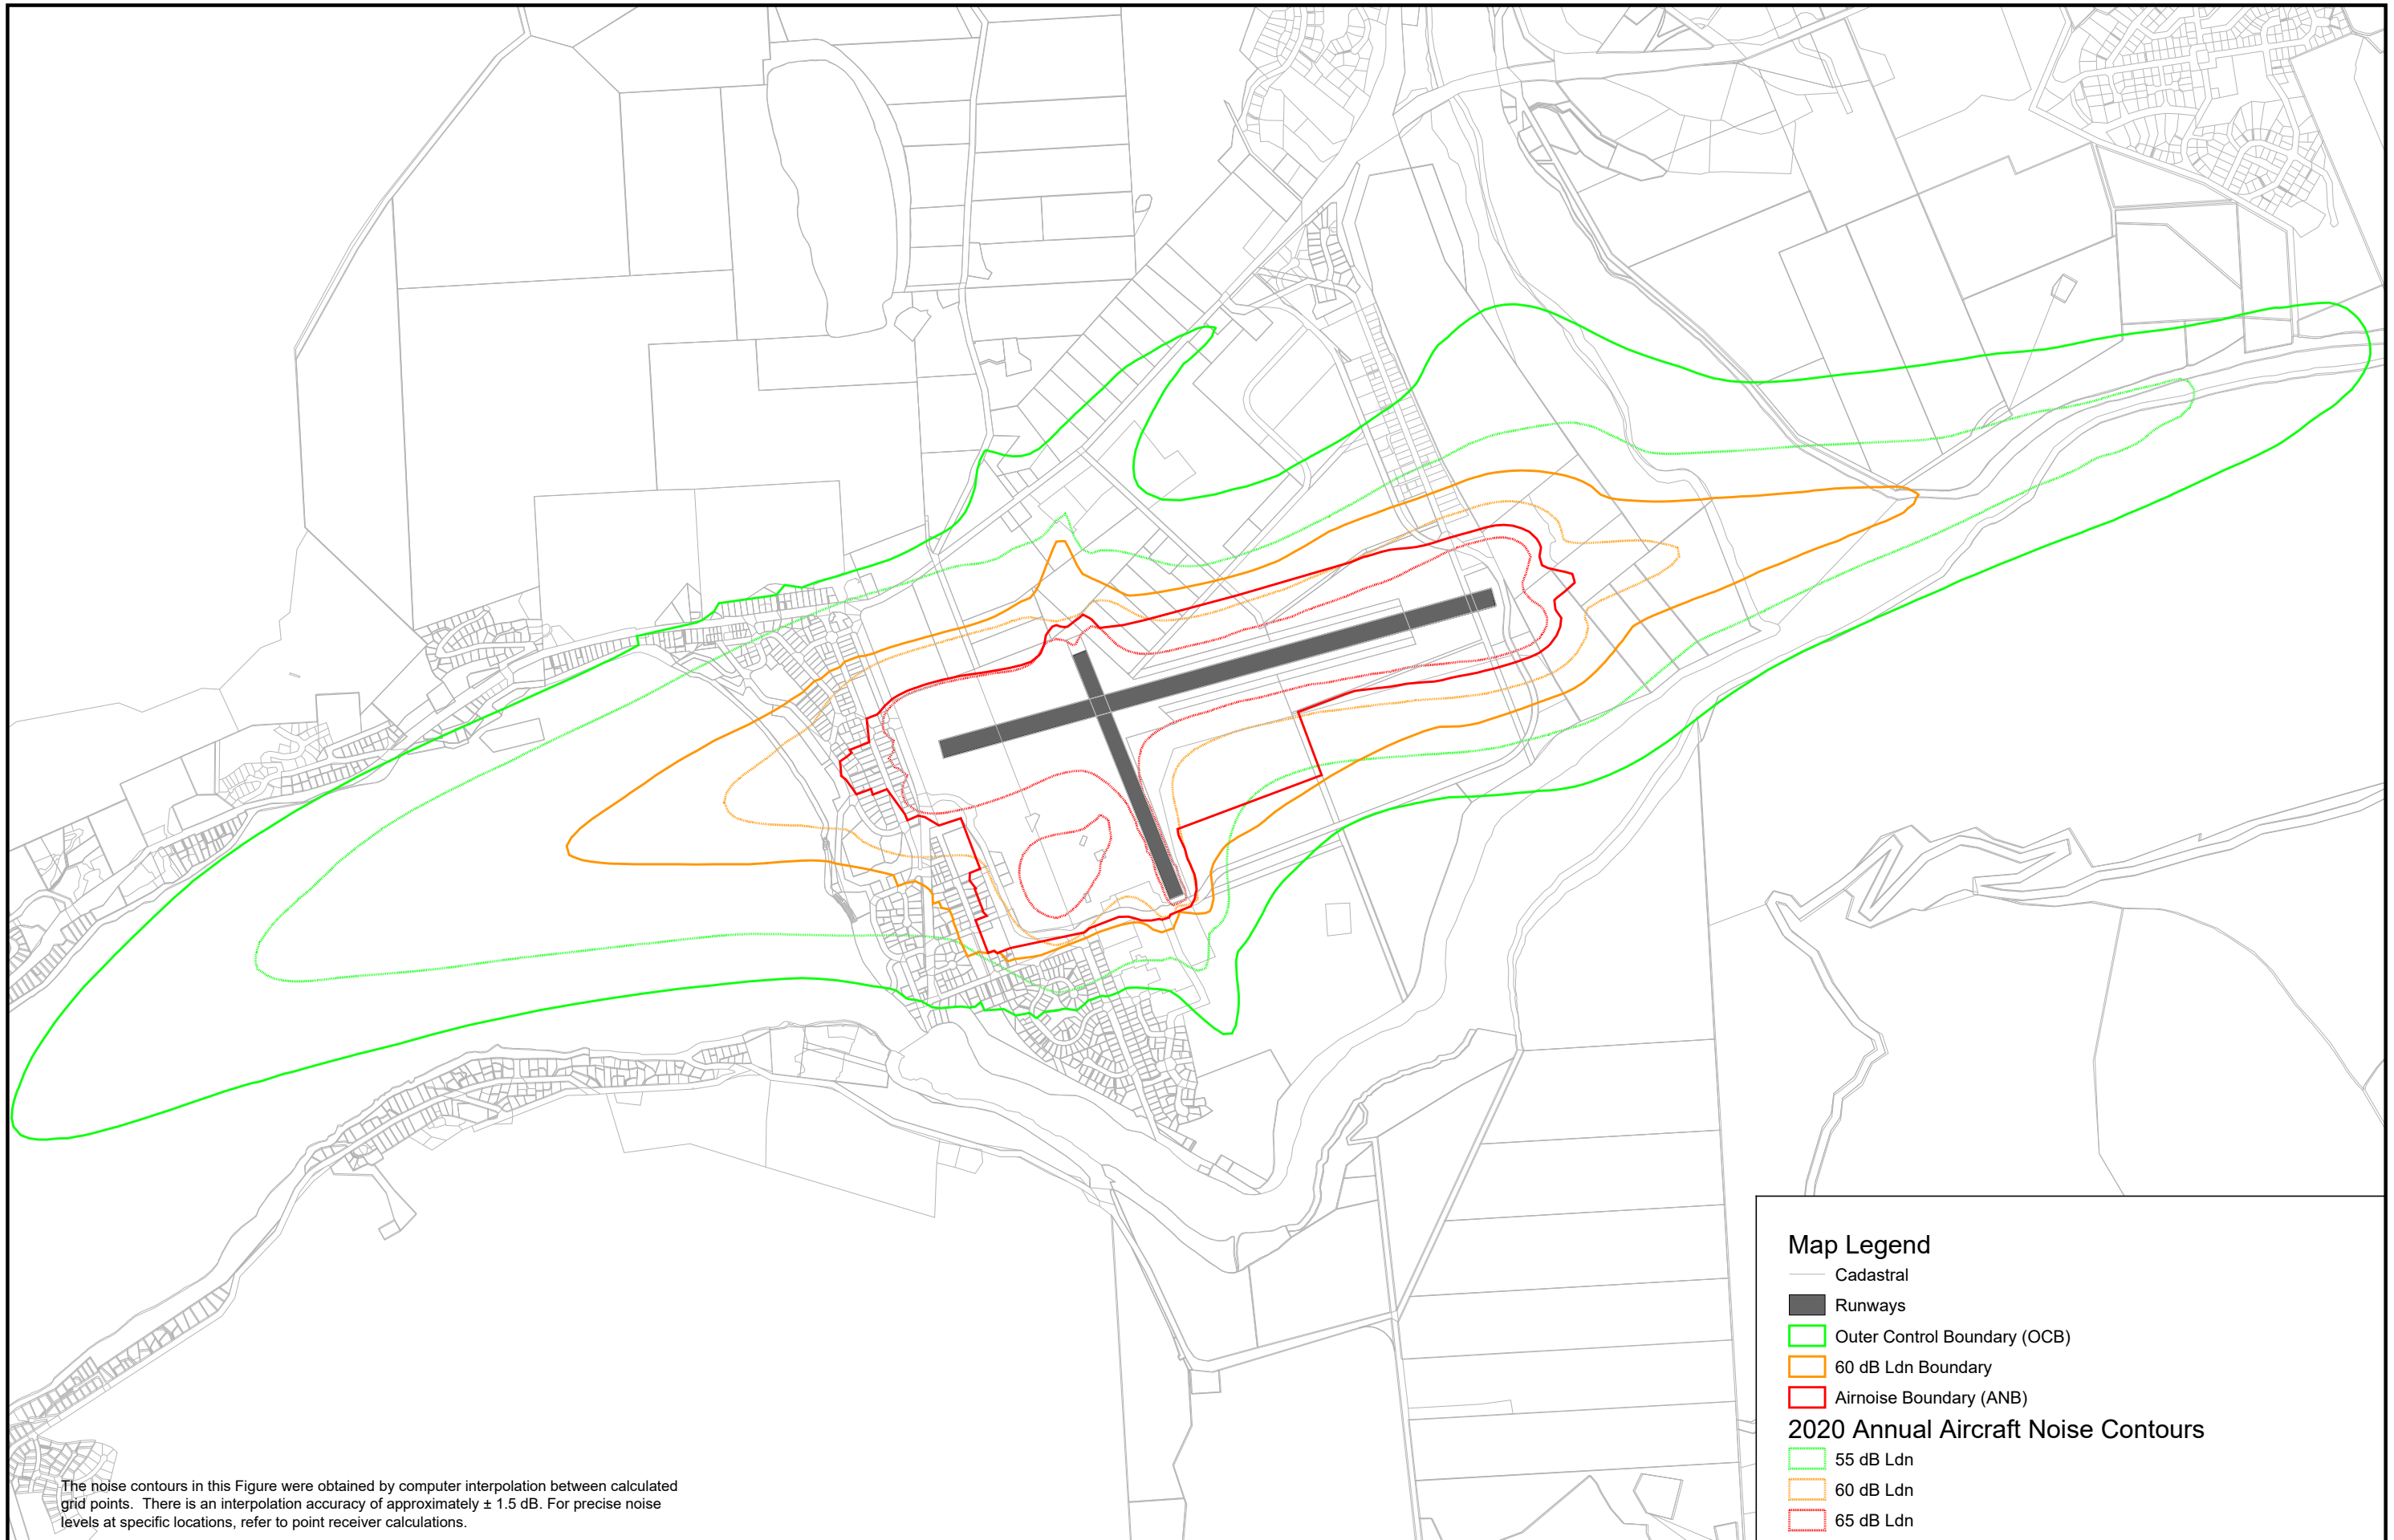 Map Legend
Cadastral
Runways
Outer Control Boundary (OCB)
60 dB Ldn Boundary
Airnoise Boundary (ANB)
2020 Annual Aircraft Noise Contours
55 dB Ldn
60 dB Ldn
65 dB Ldn
The noise contours in this Figure were obtained by computer interpolation between calculated
grid points.  There is an interpolation accuracy of approximately ± 1.5 dB. For precise noise
levels at specific locations, refer to point receiver calculations.